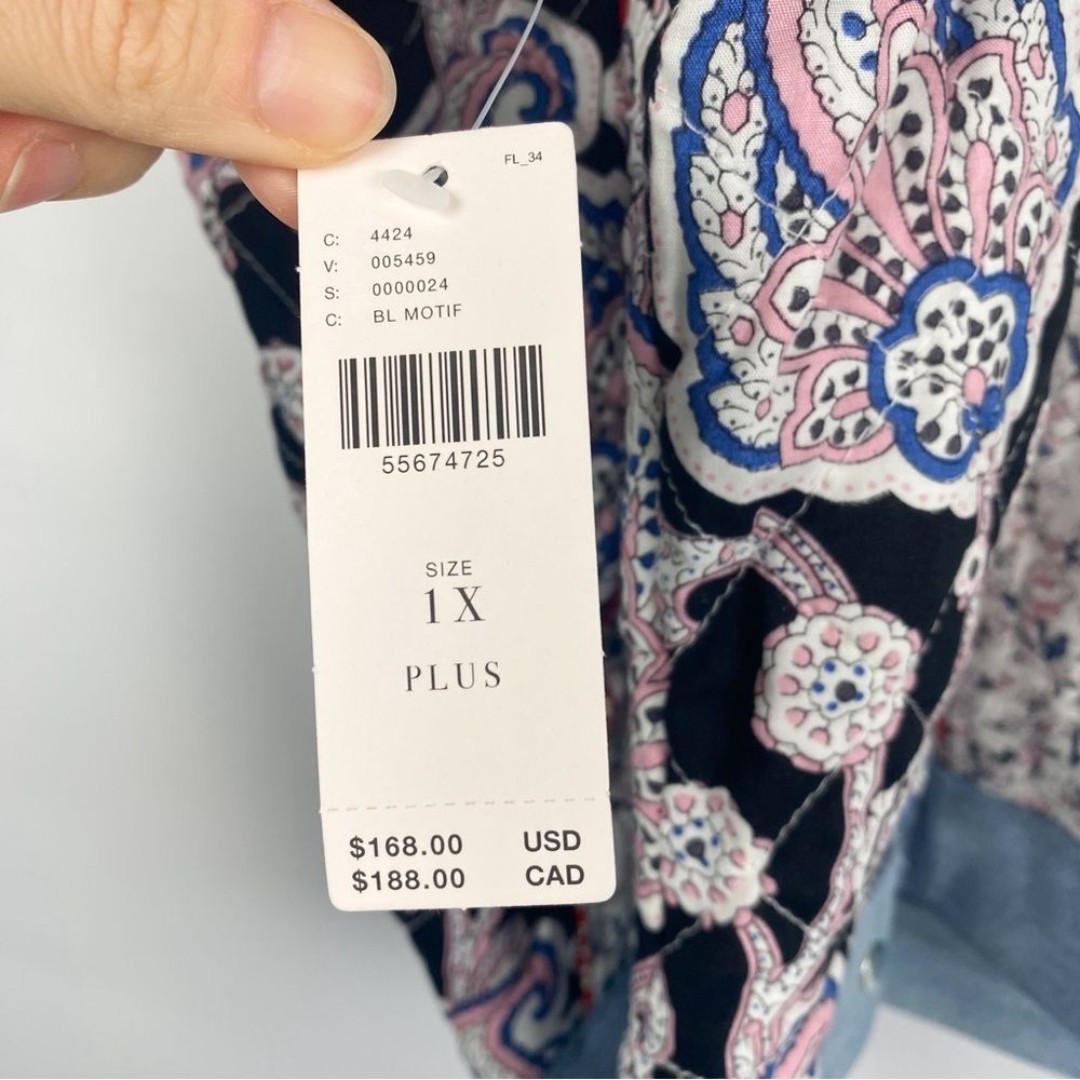 FL_34
C: 4424
V: 005459
S: 0000024
C: BL MOTIF
55674725
SIZE
1X
PLUS
$168.00 USD
$188.00 CAD